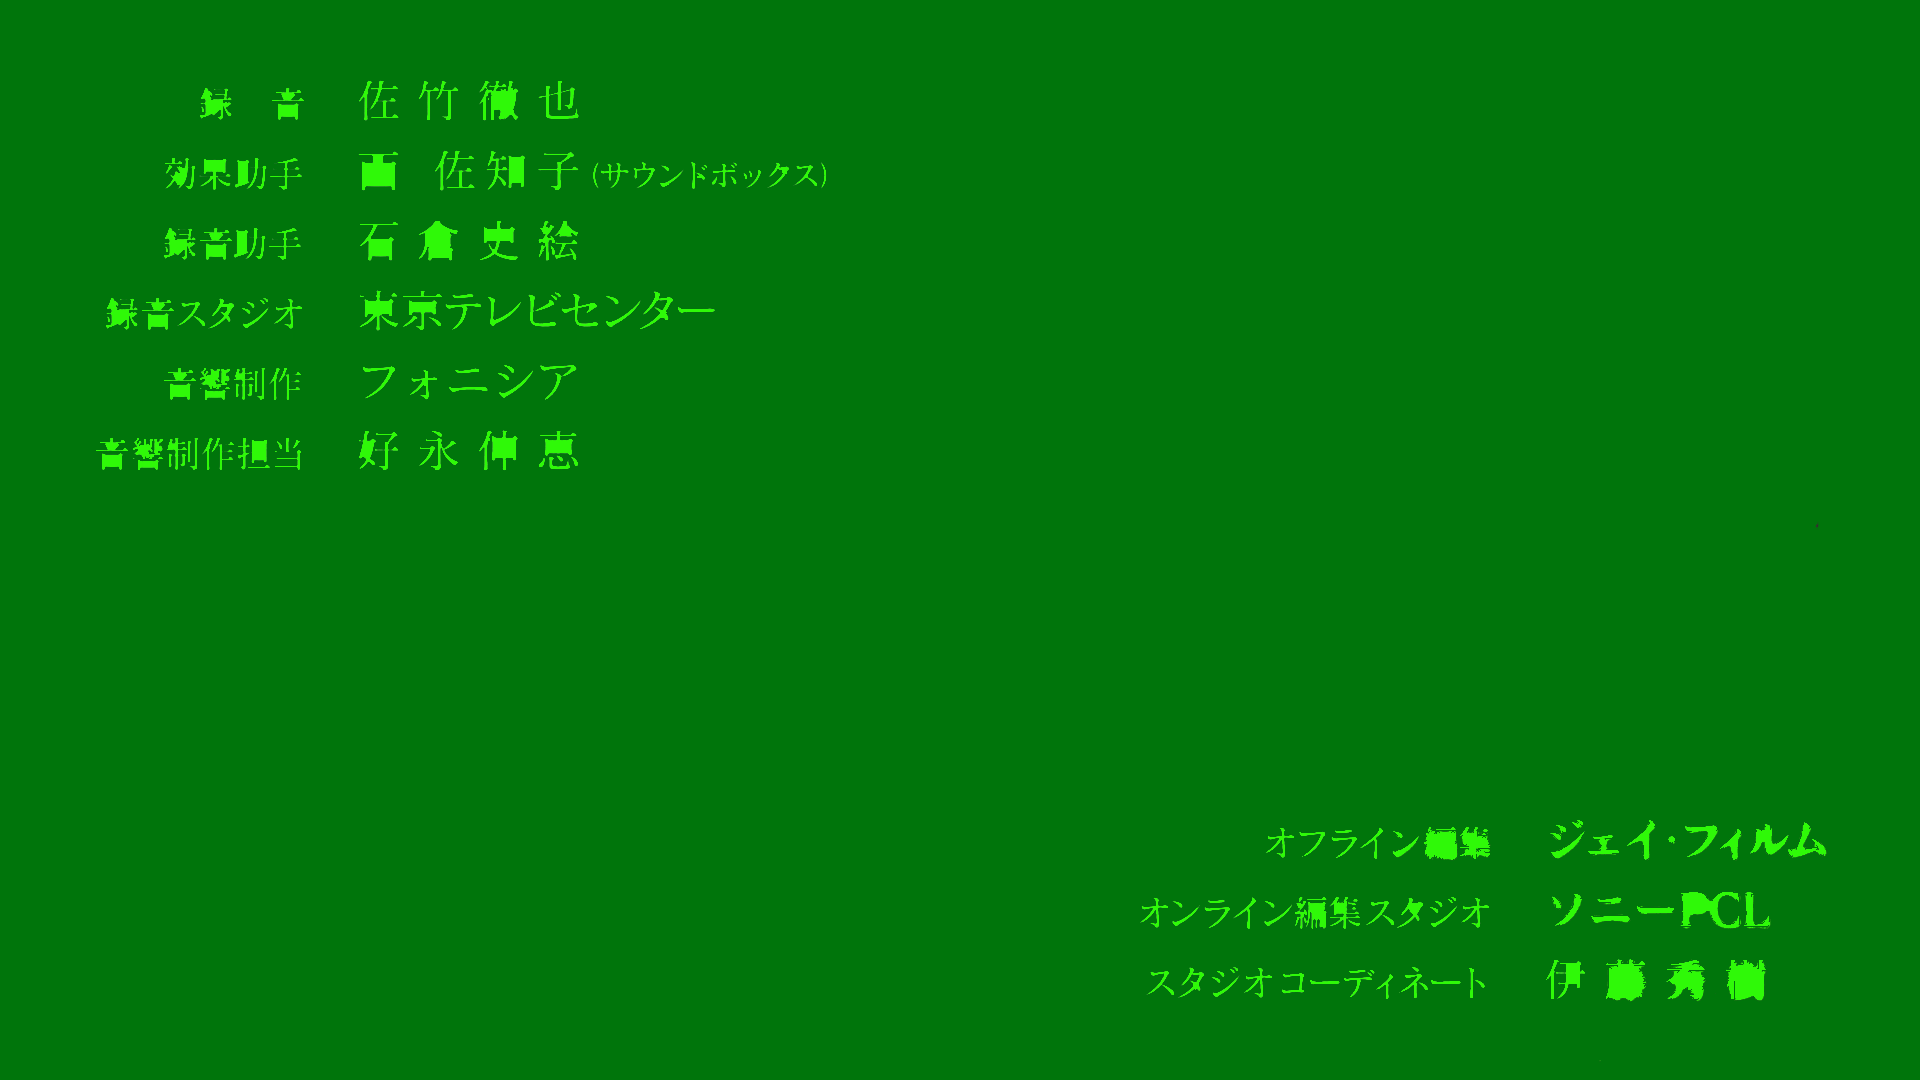 録 音 佐竹徹也
効果助手 画 佐知子(サウンドボックス)
録音助手 石倉史絵
録音スタジオ 東京テレビセンター
音響制作 フォニシア
音響制作担当 好永伸恵
オフライン編集 ジェイ・フィルム
オンライン編集スタジオ ソニーPCL
スタジオコーディネート 伊藤秀樹